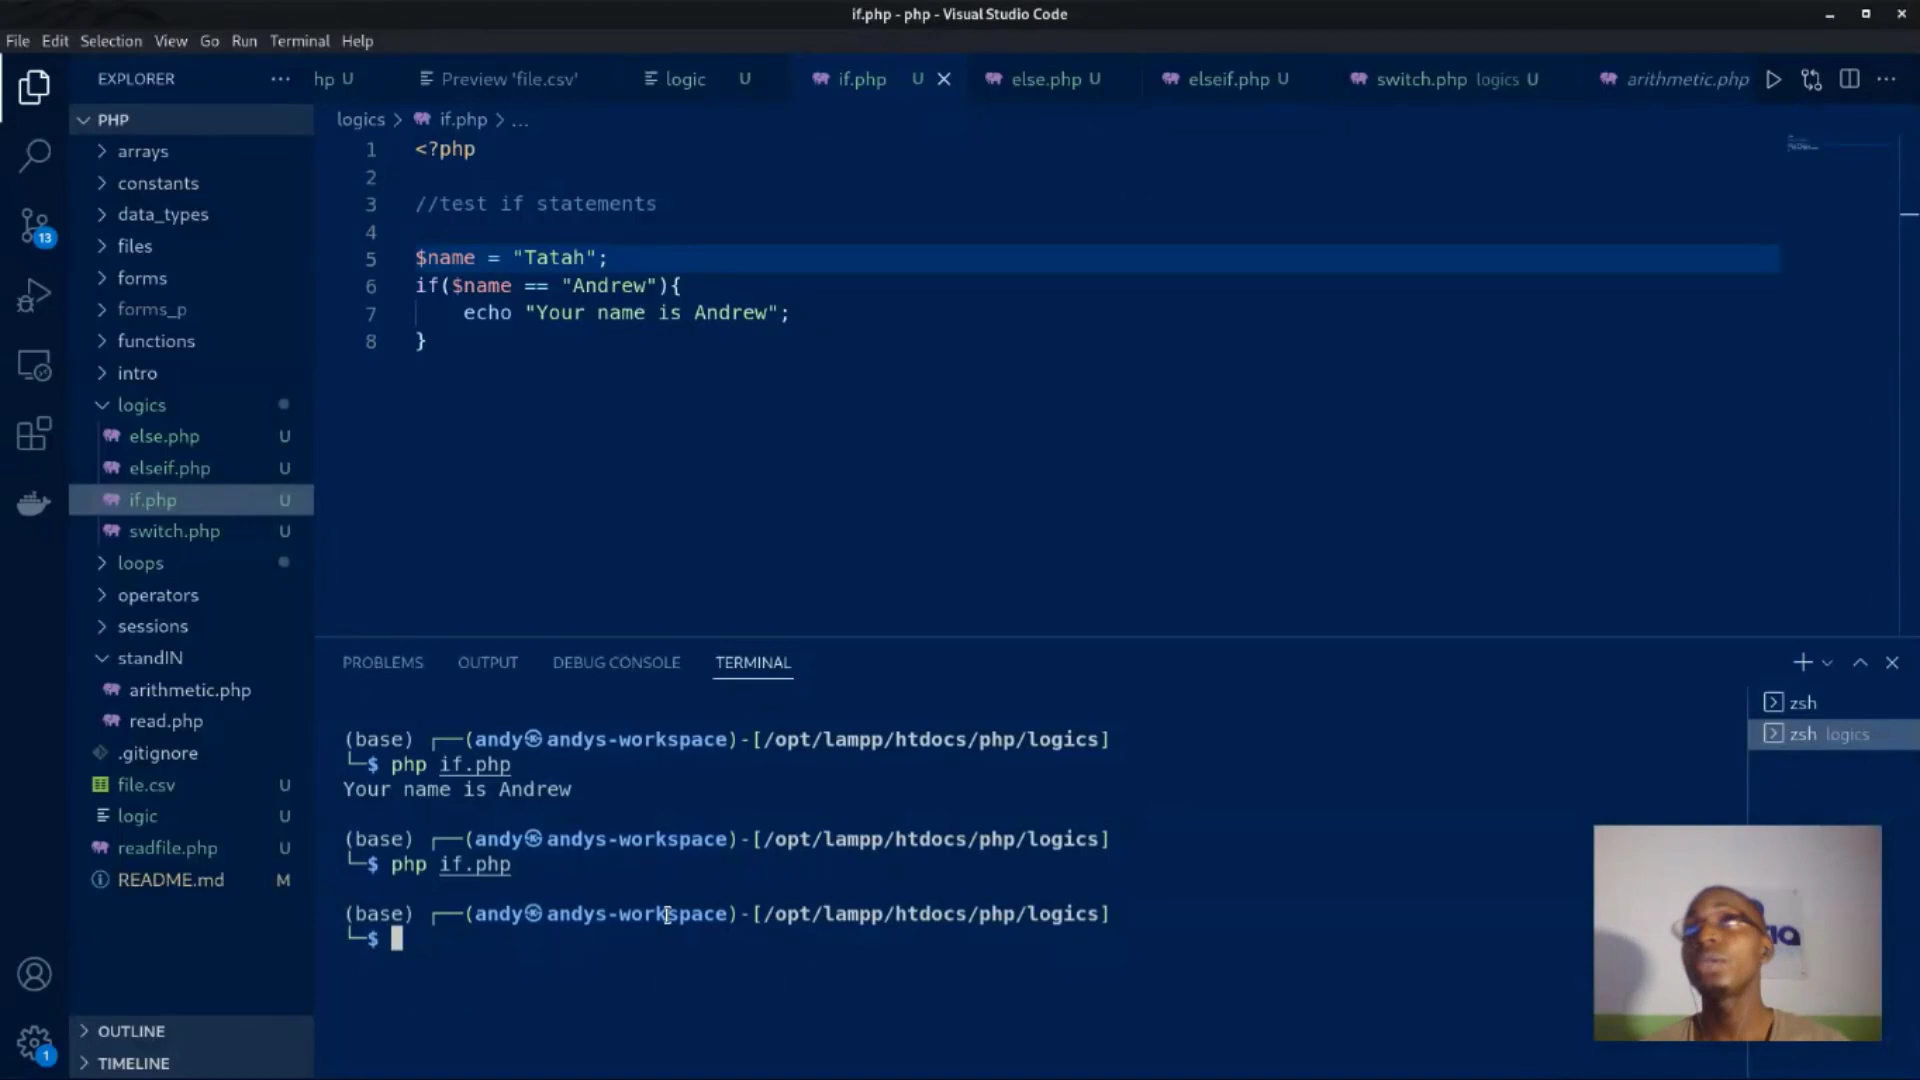 if.php - php - Visual Studio Code
File Edit Selection View Go Run Terminal Help
EXPLORER
hp U
Preview 'file.csv'
logic U
if.php U
else.php U
elseif.php U
switch.php logics U
arithmetic.php
PHP
arrays
constants
data_types
files
forms
forms_p
functions
intro
logics
else.php U
elseif.php U
if.php U
switch.php U
loops
operators
sessions
standIN
arithmetic.php
read.php
.gitignore
file.csv U
logic U
readfile.php U
README.md M
OUTLINE
TIMELINE
13
1
logics > if.php > ...
1 <?php
2
3 //test if statements
4
5 $name = "Tatah";
6 if($name == "Andrew"){
7 echo "Your name is Andrew";
8 }
PROBLEMS OUTPUT DEBUG CONSOLE TERMINAL
(base) ┌──(andy㉿andys-workspace)-[/opt/lampp/htdocs/php/logics]
└─$ php if.php
Your name is Andrew
(base) ┌──(andy㉿andys-workspace)-[/opt/lampp/htdocs/php/logics]
└─$ php if.php
(base) ┌──(andy㉿andys-workspace)-[/opt/lampp/htdocs/php/logics]
└─$
zsh
zsh logics